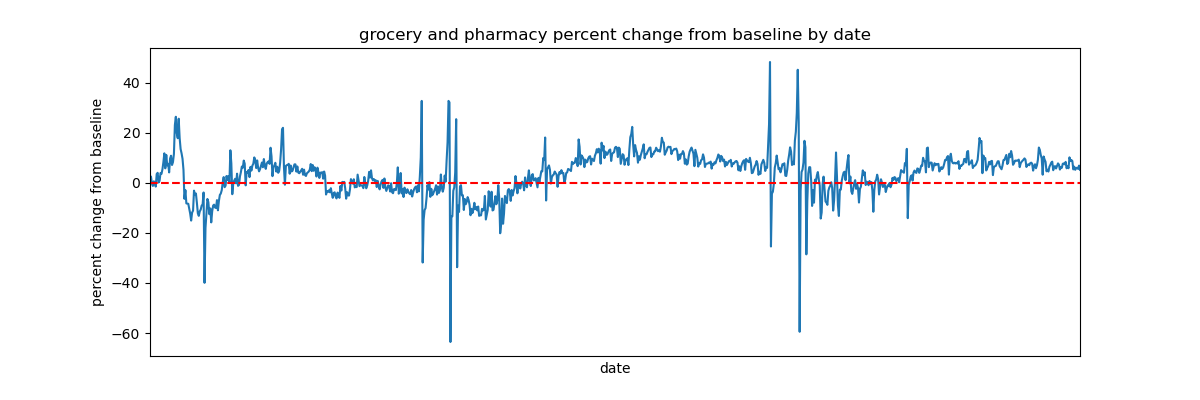 grocery and pharmacy percent change from baseline by date
percent change from baseline
40
20
0
−20
−40
−60
date